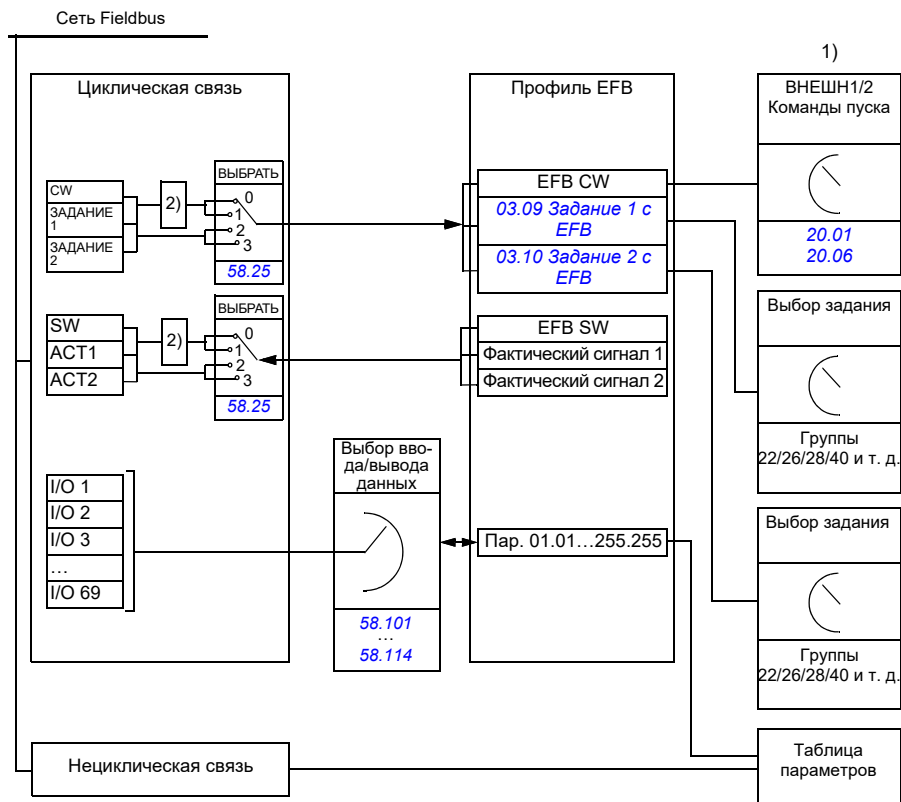 Сеть Fieldbus
1)
Циклическая связь
Профиль EFB
ВНЕШН1/2
Команды пуска
CW
ЗАДАНИЕ
1
ЗАДАНИЕ
2
2)
ВЫБРАТЬ
0
1
2
3
58.25
EFB CW
03.09 Задание 1 с
EFB
03.10 Задание 2 с
EFB
20.01
20.06
SW
ACT1
ACT2
2)
ВЫБРАТЬ
0
1
2
3
58.25
EFB SW
Фактический сигнал 1
Фактический сигнал 2
Выбор задания
Группы
22/26/28/40 и т. д.
I/O 1
I/O 2
I/O 3
…
I/O 69
Выбор вво-
да/вывода
данных
58.101
…
58.114
Пар. 01.01…255.255
Выбор задания
Группы
22/26/28/40 и т. д.
Нециклическая связь
Таблица
параметров